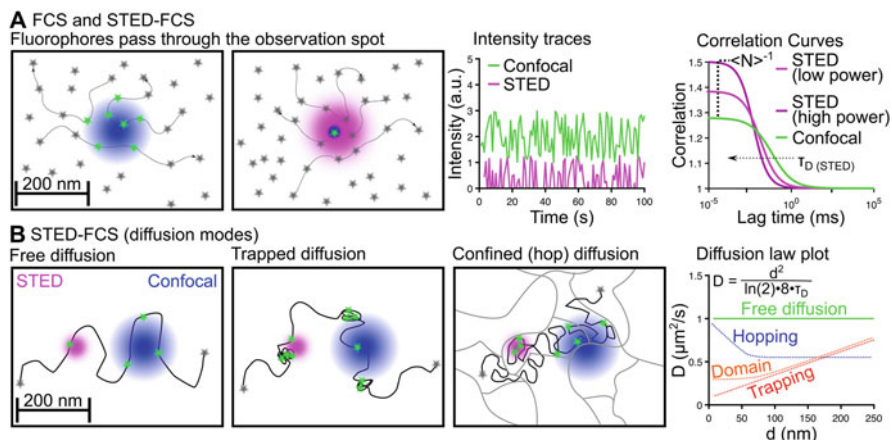 A FCS and STED-FCS
Fluorophores pass through the observation spot
200 nm
Intensity traces
Confocal
STED
Intensity (a.u.)
5
4
3
2
1
0
0 20 40 60 80 100
Time (s)
Correlation Curves
<N>-1
STED
(low power)
STED
(high power)
Confocal
τD (STED)
Correlation
1.5
1.4
1.3
1.2
1.1
1
10-5 100 105
Lag time (ms)
B STED-FCS (diffusion modes)
Free diffusion
STED Confocal
200 nm
Trapped diffusion
Confined (hop) diffusion
Diffusion law plot
D = d2
ln(2)•8•τD
Free diffusion
Hopping
Domain
Trapping
D (μm2/s)
1.5
1
0.5
0
0 50 100 150 200 250
d (nm)